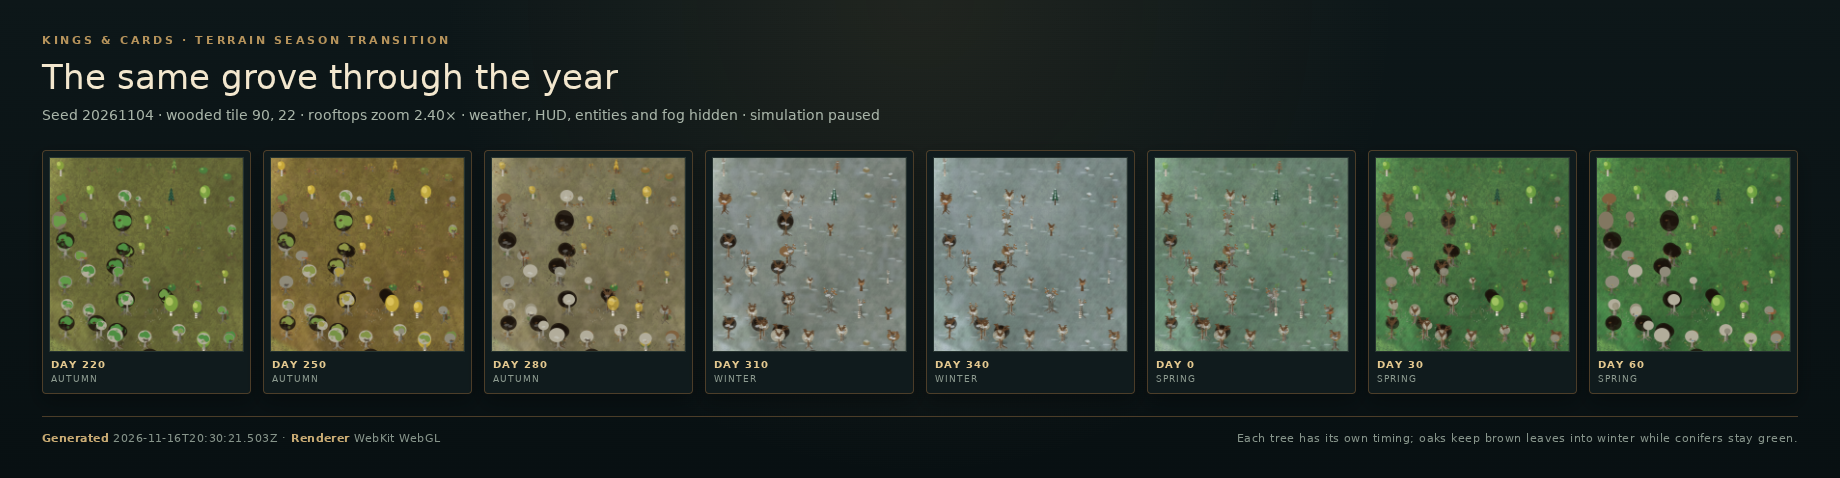 KINGS & CARDS · TERRAIN SEASON TRANSITION
The same grove through the year
Seed 20261104 · wooded tile 90, 22 · rooftops zoom 2.40× · weather, HUD, entities and fog hidden · simulation paused
DAY 220
AUTUMN
DAY 250
AUTUMN
DAY 280
AUTUMN
DAY 310
WINTER
DAY 340
WINTER
DAY 0
SPRING
DAY 30
SPRING
DAY 60
SPRING
Generated 2026-11-16T20:30:21.503Z · Renderer WebKit WebGL
Each tree has its own timing; oaks keep brown leaves into winter while conifers stay green.